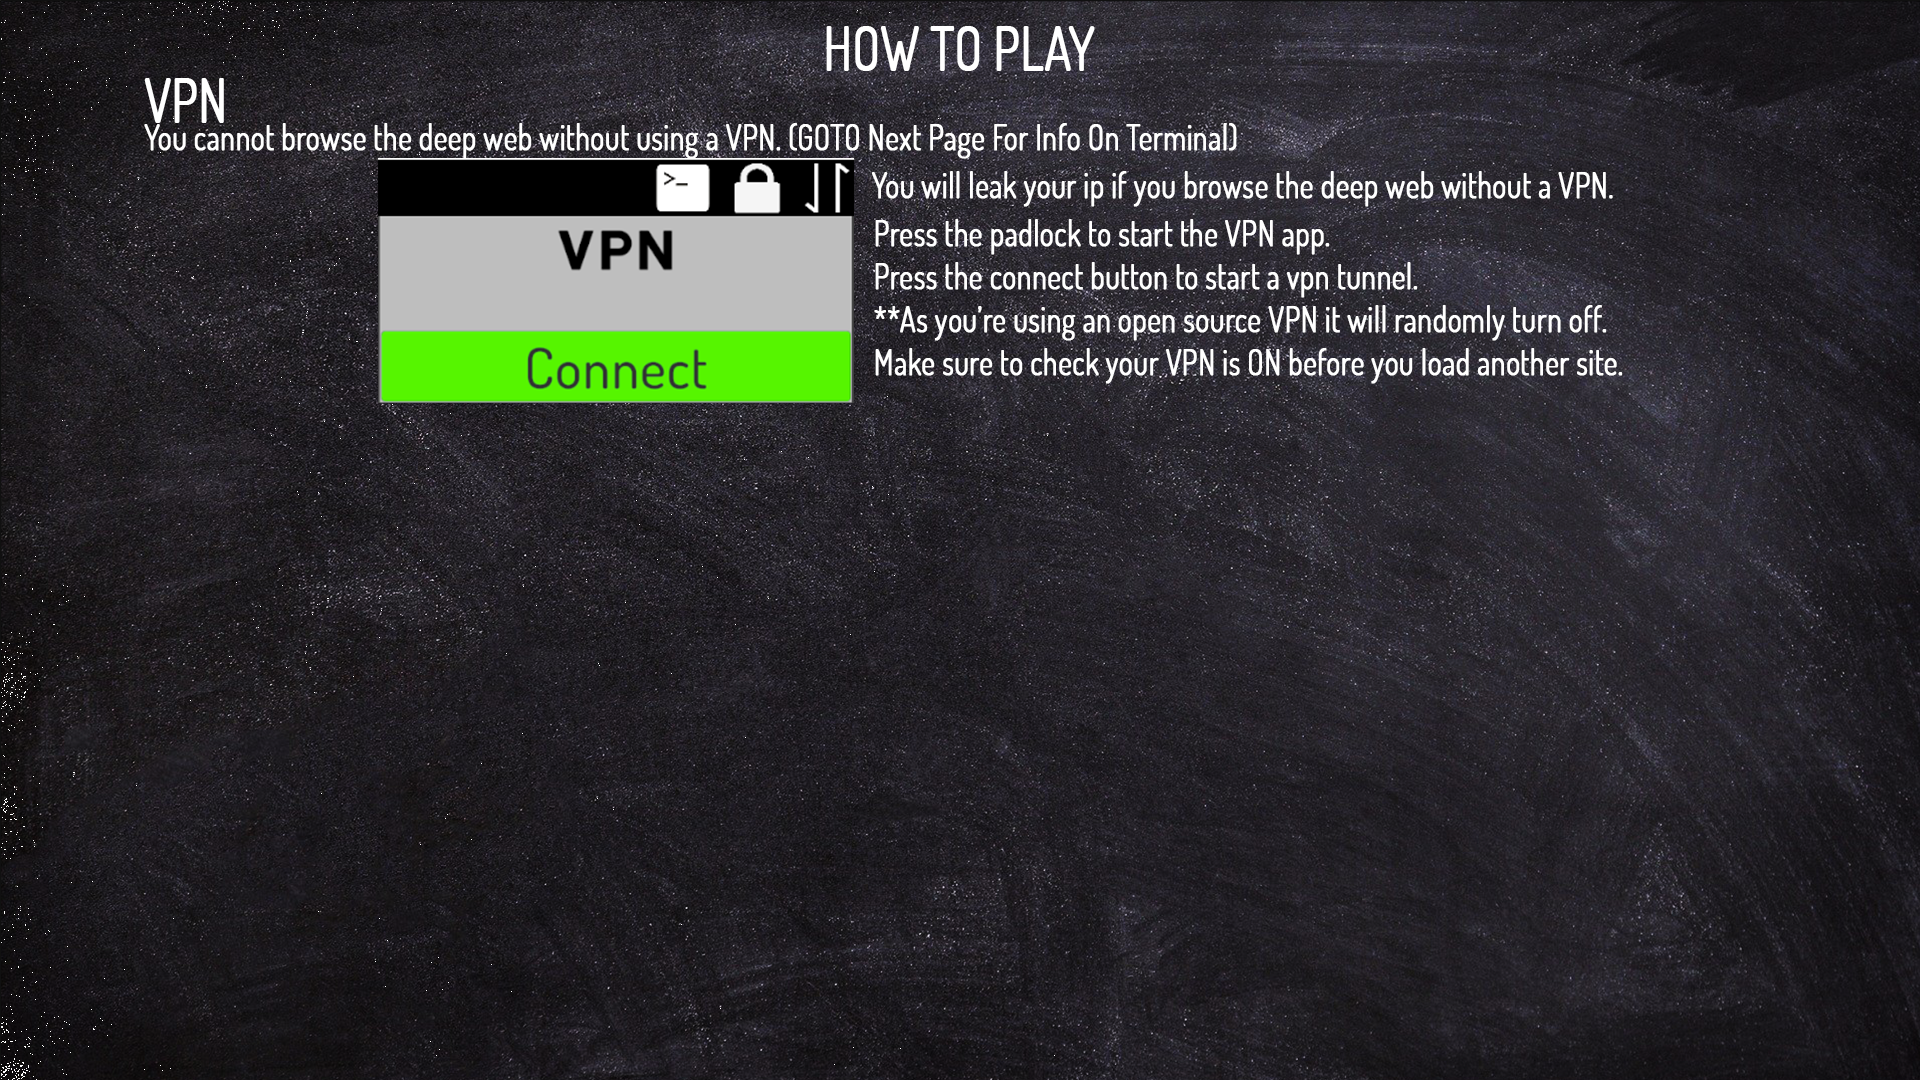 HOW TO PLAY
VPN
You cannot browse the deep web without using a VPN. (GOTO Next Page For Info On Terminal)
>_
VPN
Connect
You will leak your ip if you browse the deep web without a VPN.
Press the padlock to start the VPN app.
Press the connect button to start a vpn tunnel.
**As you're using an open source VPN it will randomly turn off.
Make sure to check your VPN is ON before you load another site.